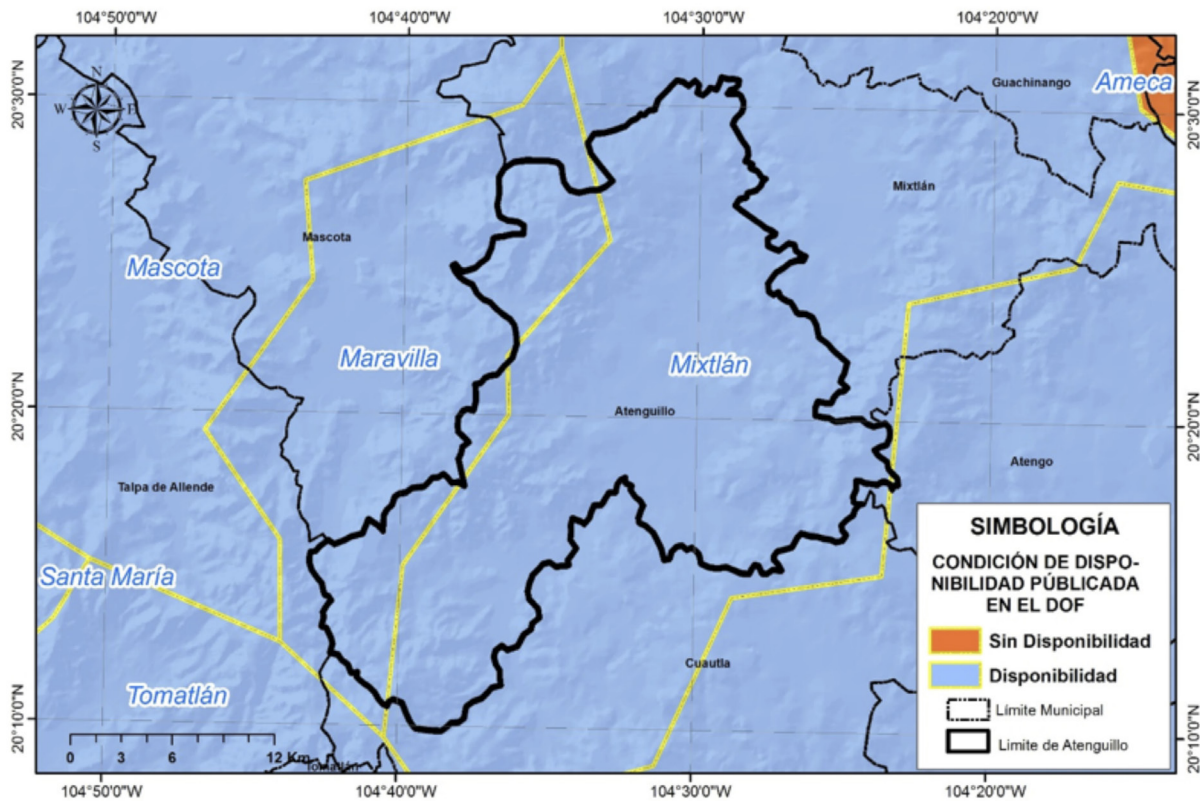 104°50'0"W 104°40'0"W 104°30'0"W 104°20'0"W
20°30'0"N
20°30'0"N
N
W E
S
Guachinango
Ameca
Mixtlán
Mascota
Mascota
Maravilla
Mixtlán
20°20'0"N
20°20'0"N
Atenguillo
Atengo
Talpa de Allende
Santa María
Cuautla
Tomatlán
20°10'0"N
20°10'0"N
0 3 6 12 Km
Tomatlán
SIMBOLOGÍA
CONDICIÓN DE DISPO-
NIBILIDAD PÚBLICADA
EN EL DOF
Sin Disponibilidad
Disponibilidad
Límite Municipal
Limite de Atenguillo
104°50'0"W 104°40'0"W 104°30'0"W 104°20'0"W